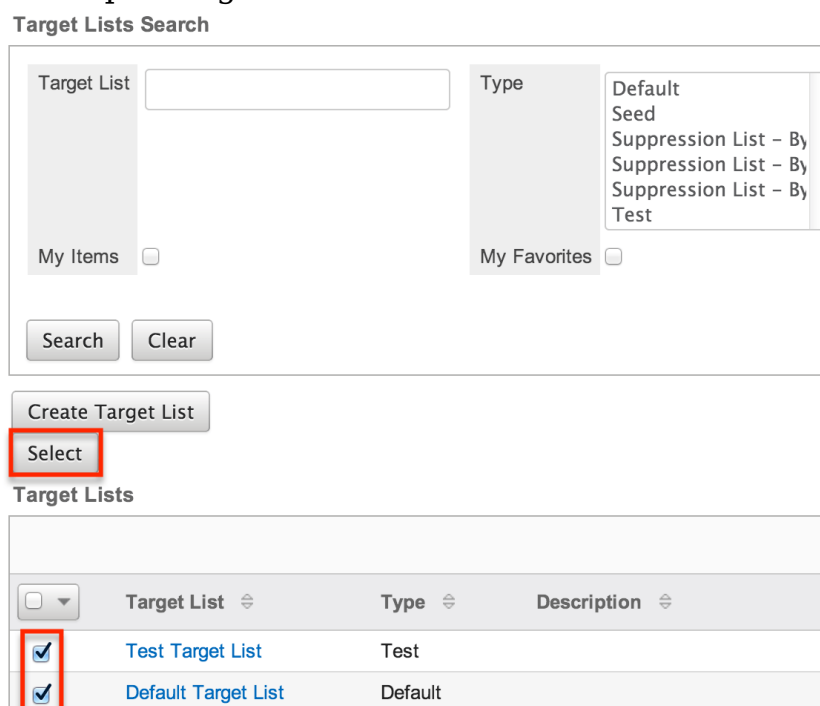 Target Lists Search
Target List
Type
Default
Seed
Suppression List – By
Suppression List – By
Suppression List – By
Test
My Items
My Favorites
Search Clear
Create Target List
Select
Target Lists
Target List Type Description
Test Target List Test
Default Target List Default